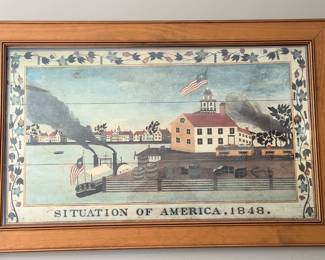 SITUATION OF AMERICA, 1848.